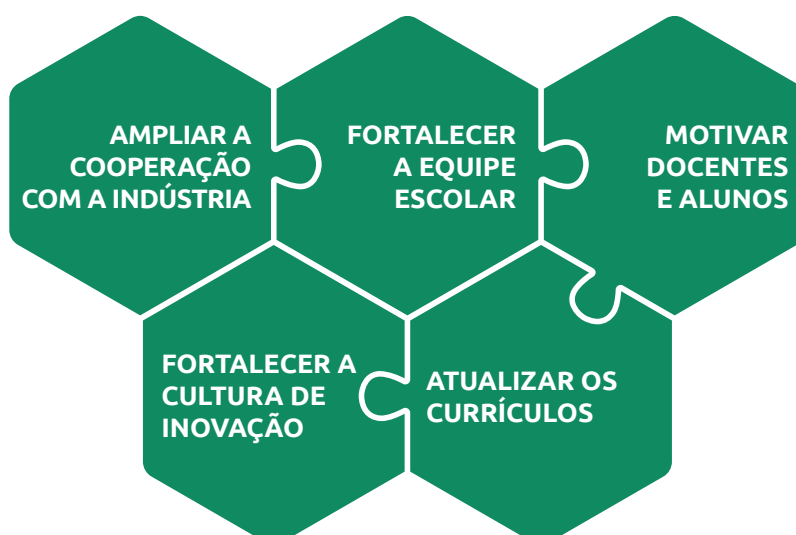 AMPLIAR A
COOPERAÇÃO
COM A INDÚSTRIA
FORTALECER
A EQUIPE
ESCOLAR
MOTIVAR
DOCENTES
E ALUNOS
FORTALECER A
CULTURA DE
INOVAÇÃO
ATUALIZAR OS
CURRÍCULOS